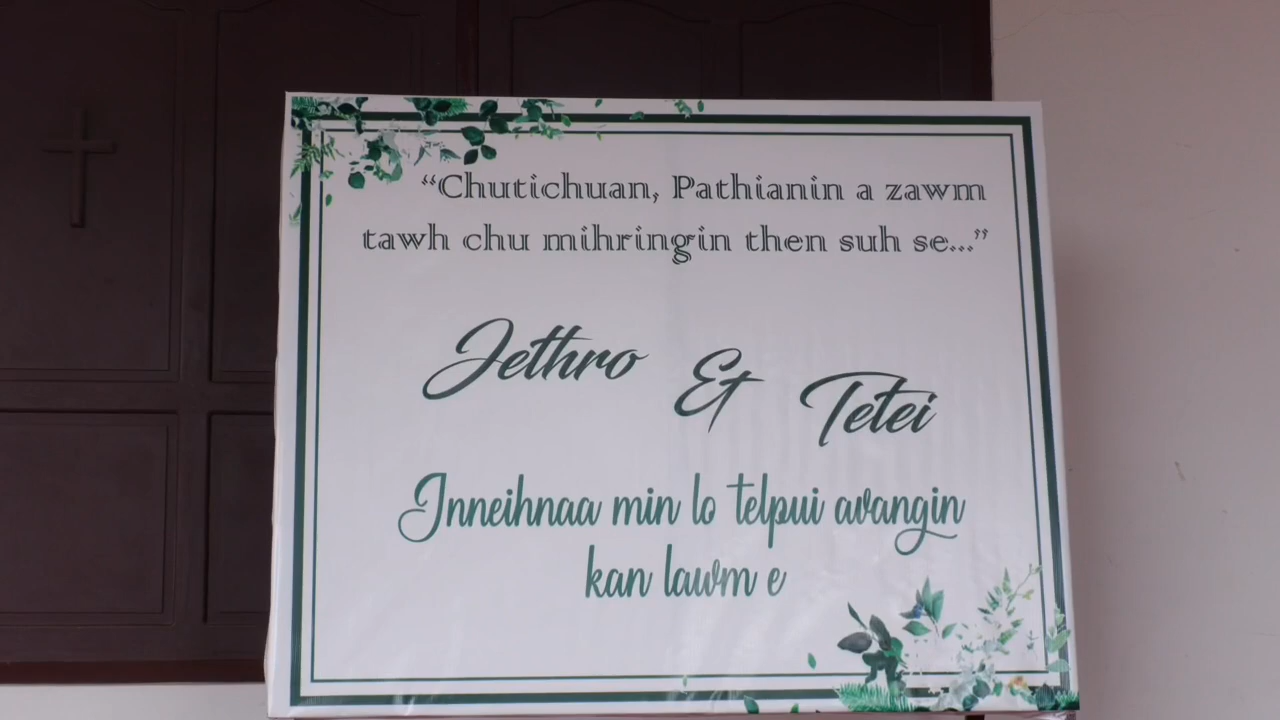 “Chutichuan, Pathianin a zawm
tawh chu mihringin then suh se...”
Jethro & Tetei
Inneihnaa min lo telpui avangin
kan lawm e